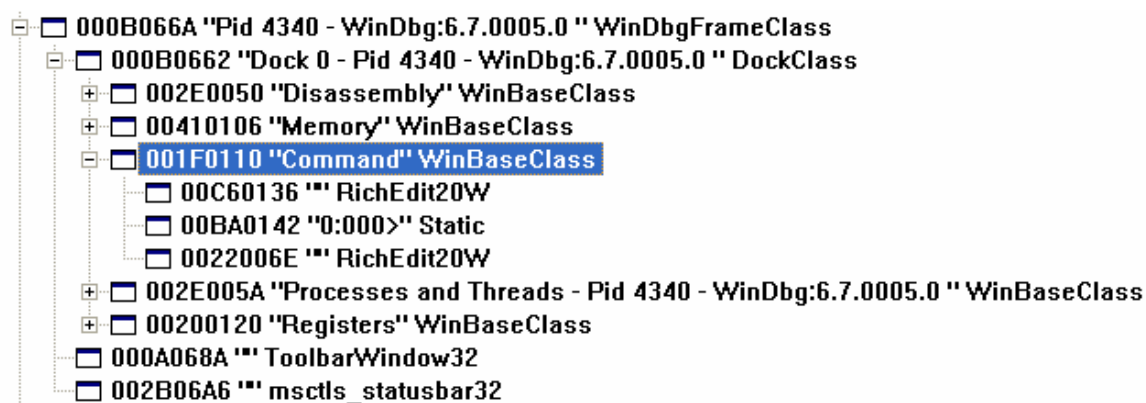 000B066A "Pid 4340 - WinDbg:6.7.0005.0 " WinDbgFrameClass
000B0662 "Dock 0 - Pid 4340 - WinDbg:6.7.0005.0 " DockClass
002E0050 "Disassembly" WinBaseClass
00410106 "Memory" WinBaseClass
001F0110 "Command" WinBaseClass
00C60136 "" RichEdit20W
00BA0142 "0:000>" Static
0022006E "" RichEdit20W
002E005A "Processes and Threads - Pid 4340 - WinDbg:6.7.0005.0 " WinBaseClass
00200120 "Registers" WinBaseClass
000A068A "" ToolbarWindow32
002B06A6 "" msctls_statusbar32